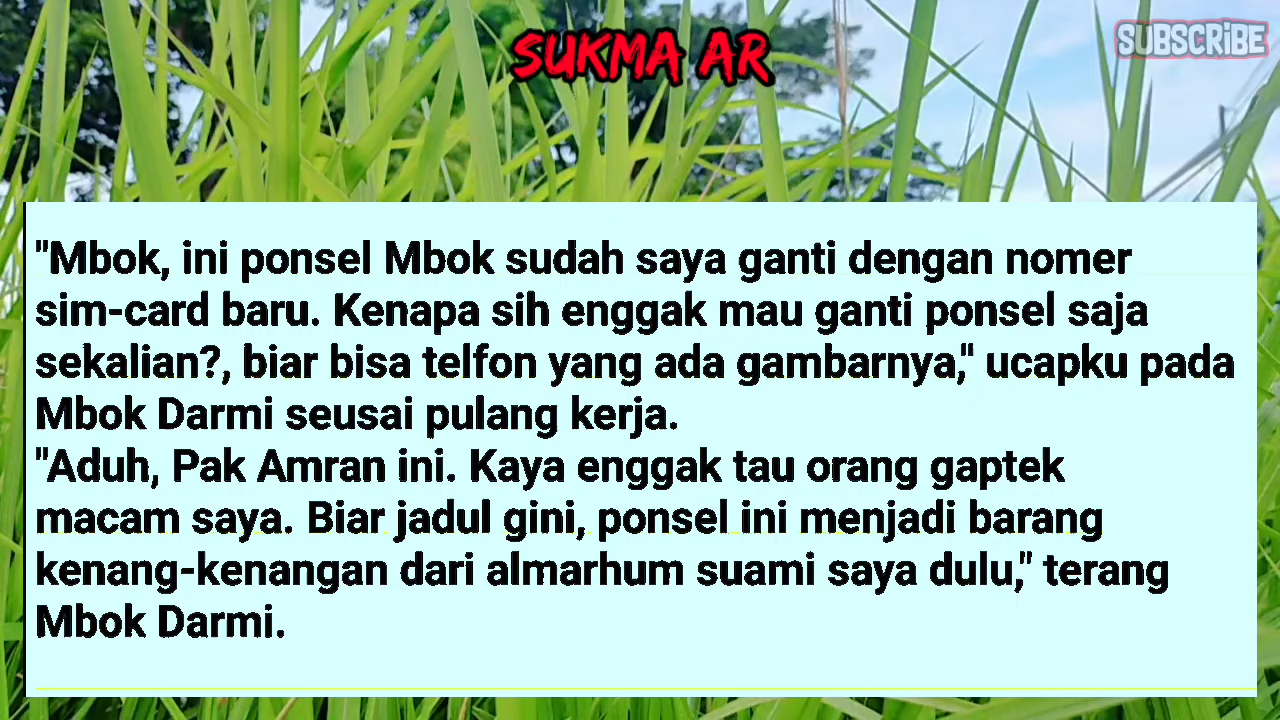 SUKMA AR
SUBSCRIBE
"Mbok, ini ponsel Mbok sudah saya ganti dengan nomer
sim-card baru. Kenapa sih enggak mau ganti ponsel saja
sekalian?, biar bisa telfon yang ada gambarnya," ucapku pada
Mbok Darmi seusai pulang kerja.
"Aduh, Pak Amran ini. Kaya enggak tau orang gaptek
macam saya. Biar jadul gini, ponsel ini menjadi barang
kenang-kenangan dari almarhum suami saya dulu," terang
Mbok Darmi.